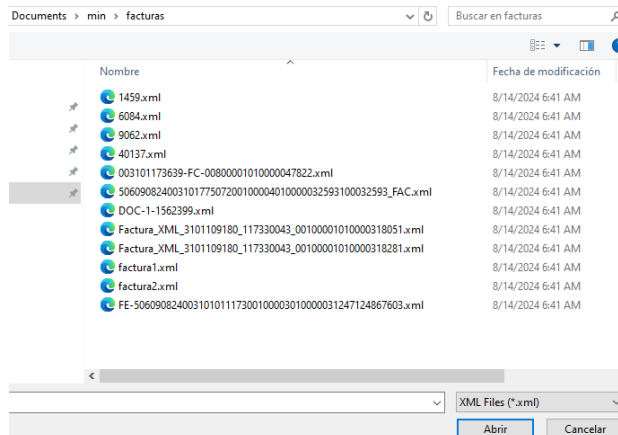 Documents > min > facturas
Buscar en facturas
Nombre
Fecha de modificación
1459.xml 8/14/2024 6:41 AM
6084.xml 8/14/2024 6:41 AM
9062.xml 8/14/2024 6:41 AM
40137.xml 8/14/2024 6:41 AM
003101173639-FC-00800001010000047822.xml 8/14/2024 6:41 AM
50609082400310177507200100004010000032593100032593_FAC.xml 8/14/2024 6:41 AM
DOC-1-1562399.xml 8/14/2024 6:41 AM
Factura_XML_3101109180_117330043_00100001010000318051.xml 8/14/2024 6:41 AM
Factura_XML_3101109180_117330043_00100001010000318281.xml 8/14/2024 6:41 AM
factura1.xml 8/14/2024 6:41 AM
factura2.xml 8/14/2024 6:41 AM
FE-50609082400310101117300100003010000031247124867603.xml 8/14/2024 6:41 AM
XML Files (*.xml)
Abrir
Cancelar